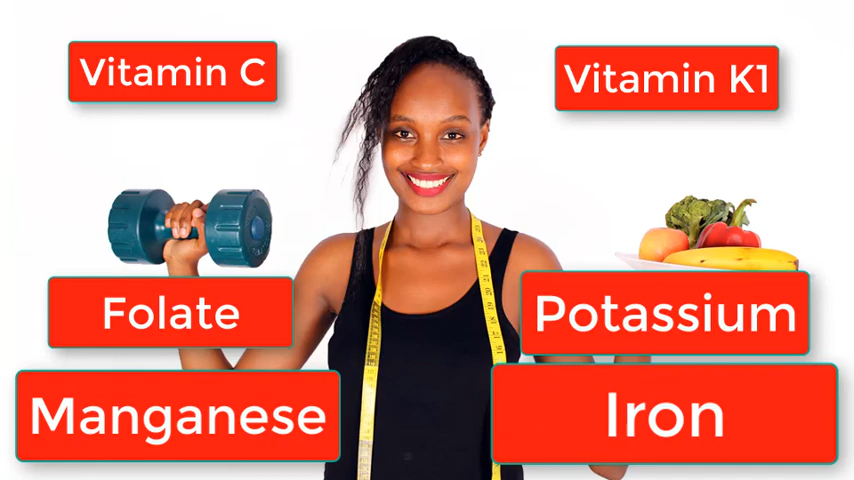 Vitamin C
Vitamin K1
Folate
Potassium
Manganese
Iron